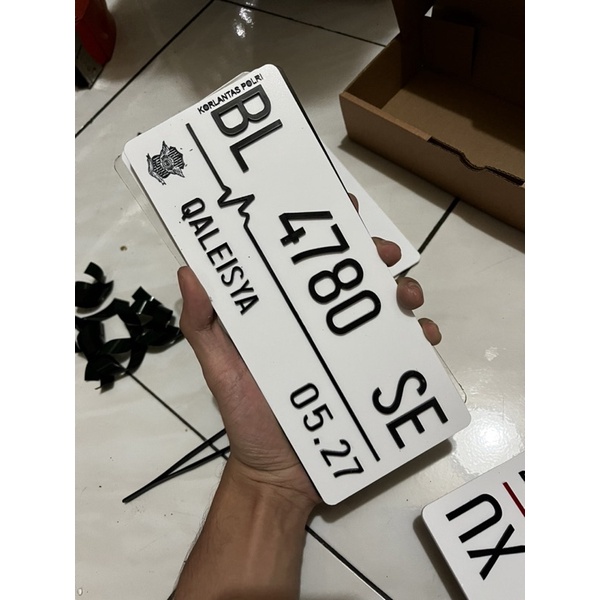 KORLANTAS POLRI
BL 4780 SE
QALEISYA 05.27
XU